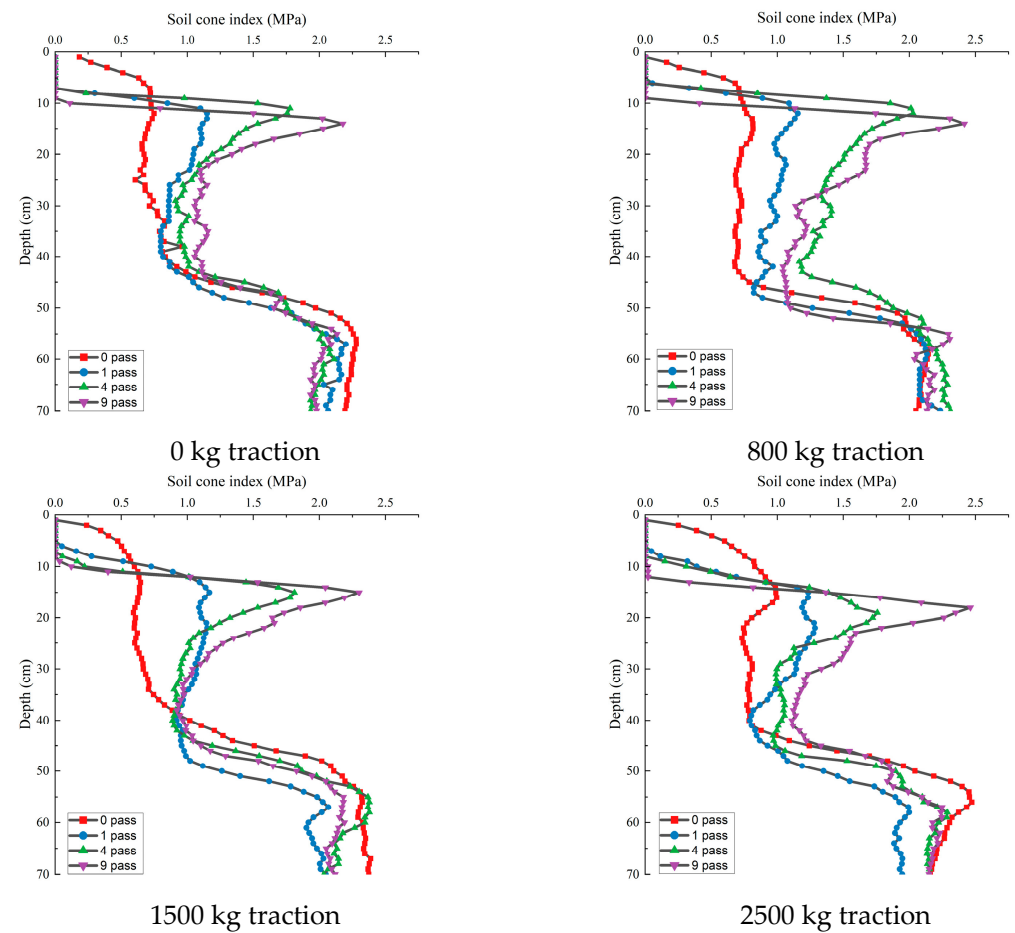 Soil cone index (MPa)
0.0 0.5 1.0 1.5 2.0 2.5
Depth (cm)
0
10
20
30
40
50
60
70
0 pass
1 pass
4 pass
9 pass
0 kg traction
Soil cone index (MPa)
0.0 0.5 1.0 1.5 2.0 2.5
Depth (cm)
0
10
20
30
40
50
60
70
0 pass
1 pass
4 pass
9 pass
800 kg traction
Soil cone index (MPa)
0.0 0.5 1.0 1.5 2.0 2.5
Depth (cm)
0
10
20
30
40
50
60
70
0 pass
1 pass
4 pass
9 pass
1500 kg traction
Soil cone index (MPa)
0.0 0.5 1.0 1.5 2.0 2.5
Depth (cm)
0
10
20
30
40
50
60
70
0 pass
1 pass
4 pass
9 pass
2500 kg traction